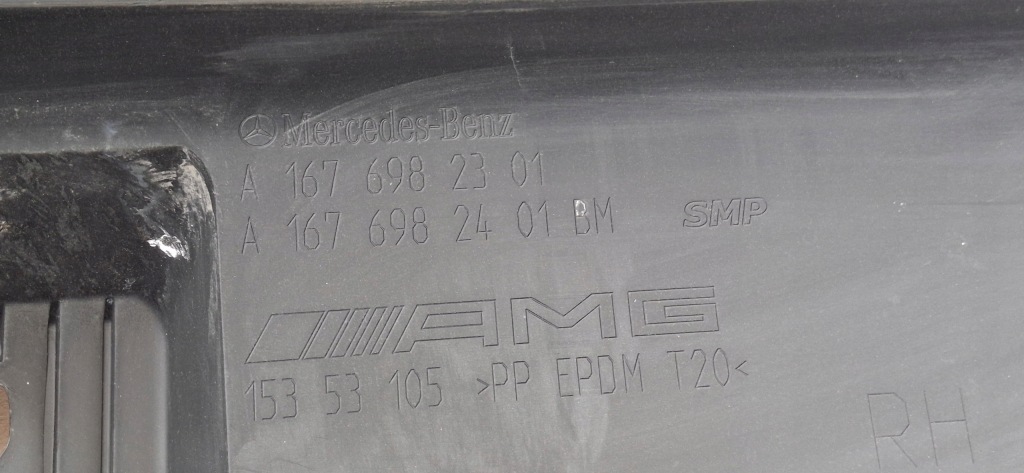 Mercedes-Benz
A 167 698 23 01
A 167 698 24 01 BM
SMP
AMG
153 53 105 >PP EPDM T20<
RH